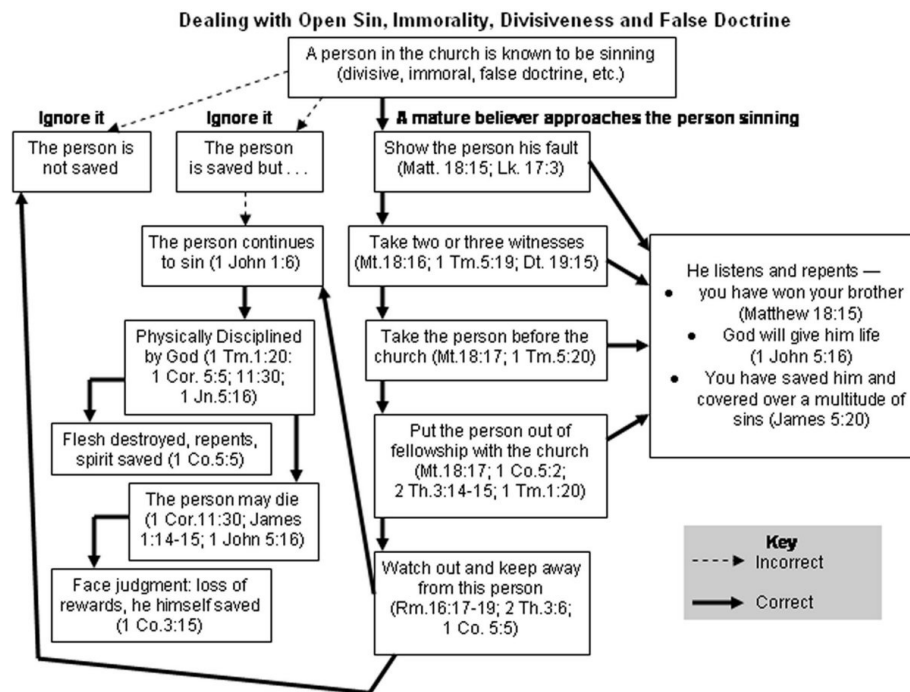 Dealing with Open Sin, Immorality, Divisiveness and False Doctrine
A person in the church is known to be sinning
(divisive, immoral, false doctrine, etc.)
Ignore it
The person is
not saved
Ignore it
The person
is saved but . . .
A mature believer approaches the person sinning
Show the person his fault
(Matt. 18:15; Lk. 17:3)
The person continues
to sin (1 John 1:6)
Take two or three witnesses
(Mt.18:16; 1 Tm.5:19; Dt. 19:15)
Physically Disciplined
by God (1 Tm.1:20:
1 Cor. 5:5; 11:30;
1 Jn.5:16)
Take the person before the
church (Mt.18:17; 1 Tm.5:20)
Flesh destroyed, repents,
spirit saved (1 Co.5:5)
Put the person out of
fellowship with the church
(Mt.18:17; 1 Co.5:2;
2 Th.3:14-15; 1 Tm.1:20)
The person may die
(1 Cor.11:30; James
1:14-15; 1 John 5:16)
Face judgment: loss of
rewards, he himself saved
(1 Co.3:15)
Watch out and keep away
from this person
(Rm.16:17-19; 2 Th.3:6;
1 Co. 5:5)
He listens and repents —
• you have won your brother
(Matthew 18:15)
• God will give him life
(1 John 5:16)
• You have saved him and
covered over a multitude of
sins (James 5:20)
Key
Incorrect
Correct